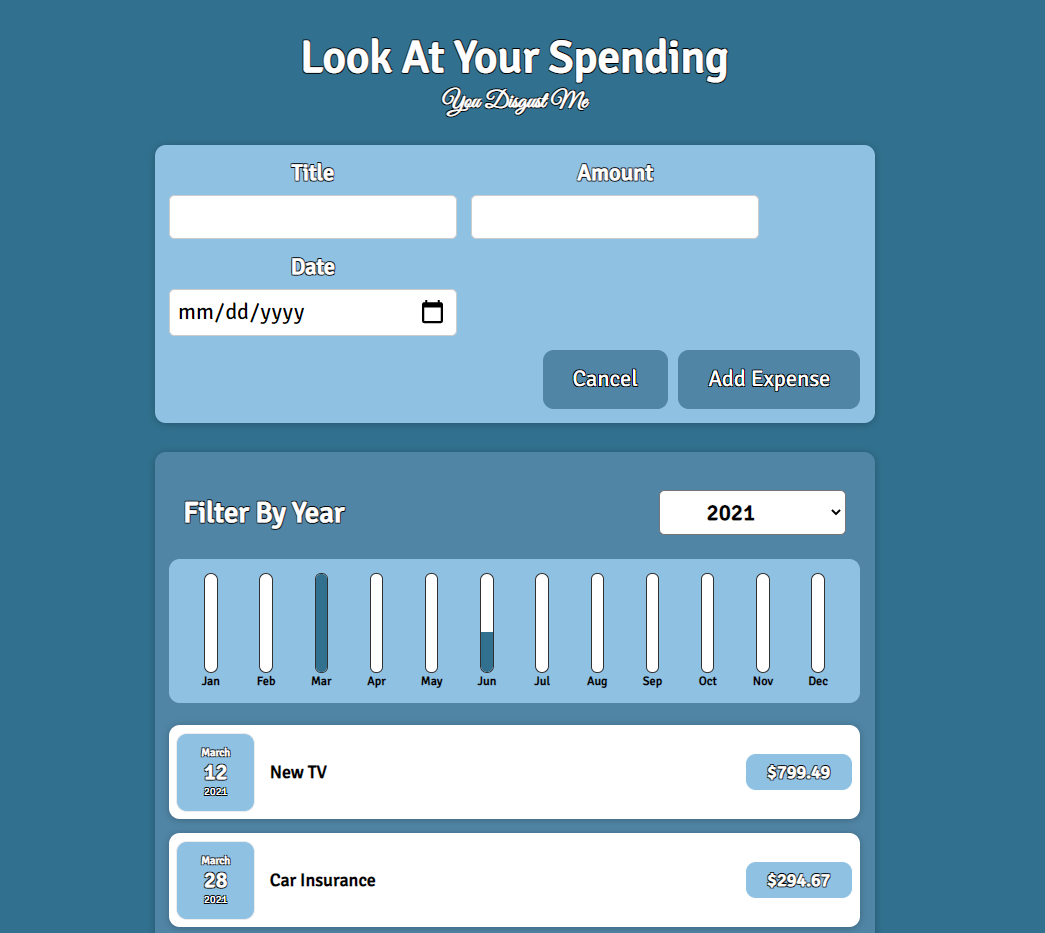 Look At Your Spending
You Disgust Me
Title Amount
Date
mm/dd/yyyy
Cancel Add Expense
Filter By Year 2021
Jan Feb Mar Apr May Jun Jul Aug Sep Oct Nov Dec
March
12
2021
New TV
$799.49
March
28
2021
Car Insurance
$294.67